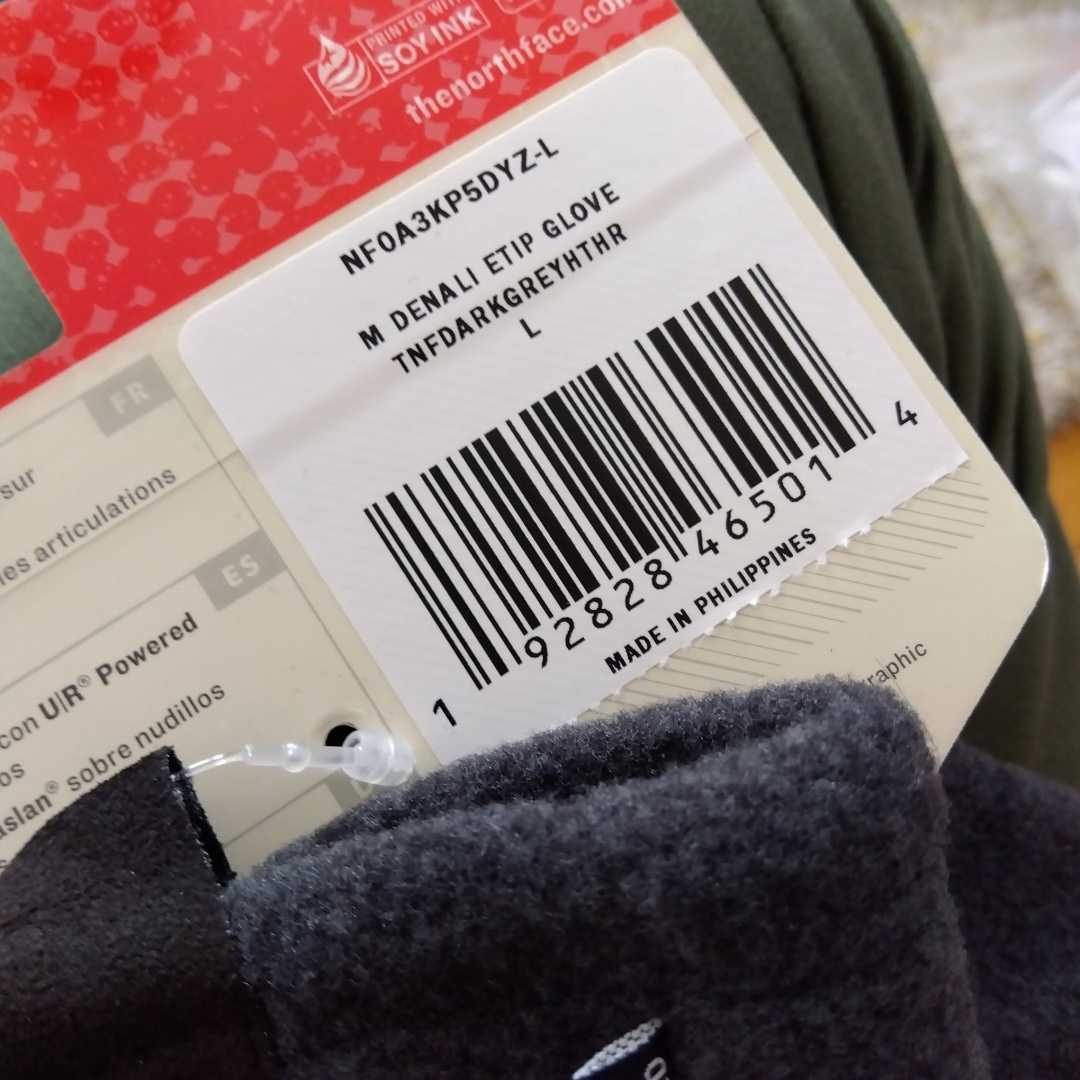 PRINTED WITH
SOY INK
thenorthface.com
NF0A3KP5DYZ-L
M DENALI ETIP GLOVE
TNFDARKGREYHTHR
L
1 92828 46501 4
MADE IN PHILIPPINES
FR
sur
les articulations
ES
con U|R® Powered
os
aslan® sobre nudillos
raphic